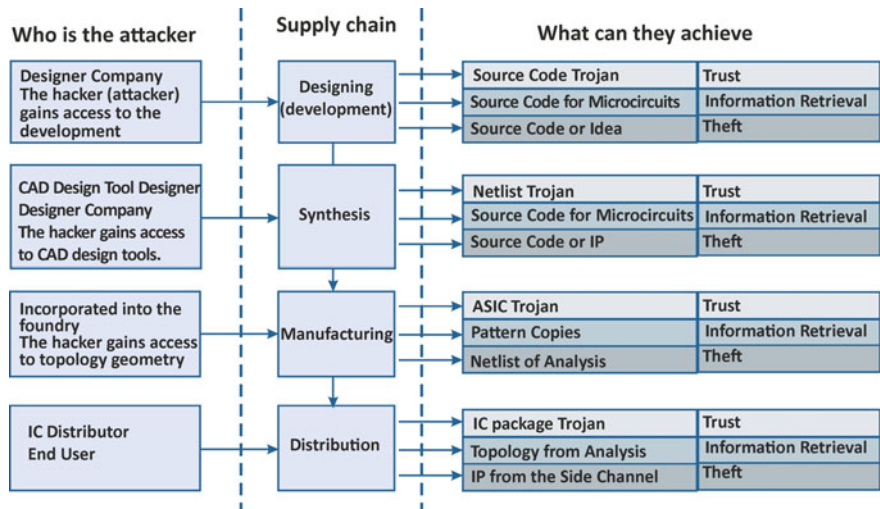 Who is the attacker
Supply chain
What can they achieve
Designer Company
The hacker (attacker)
gains access to the
development
Designing
(development)
Source Code Trojan
Trust
Source Code for Microcircuits
Information Retrieval
Source Code or Idea
Theft
CAD Design Tool Designer
Designer Company
The hacker gains access
to CAD design tools.
Synthesis
Netlist Trojan
Trust
Source Code for Microcircuits
Information Retrieval
Source Code or IP
Theft
Incorporated into the
foundry
The hacker gains access
to topology geometry
Manufacturing
ASIC Trojan
Trust
Pattern Copies
Information Retrieval
Netlist of Analysis
Theft
IC Distributor
End User
Distribution
IC package Trojan
Trust
Topology from Analysis
Information Retrieval
IP from the Side Channel
Theft